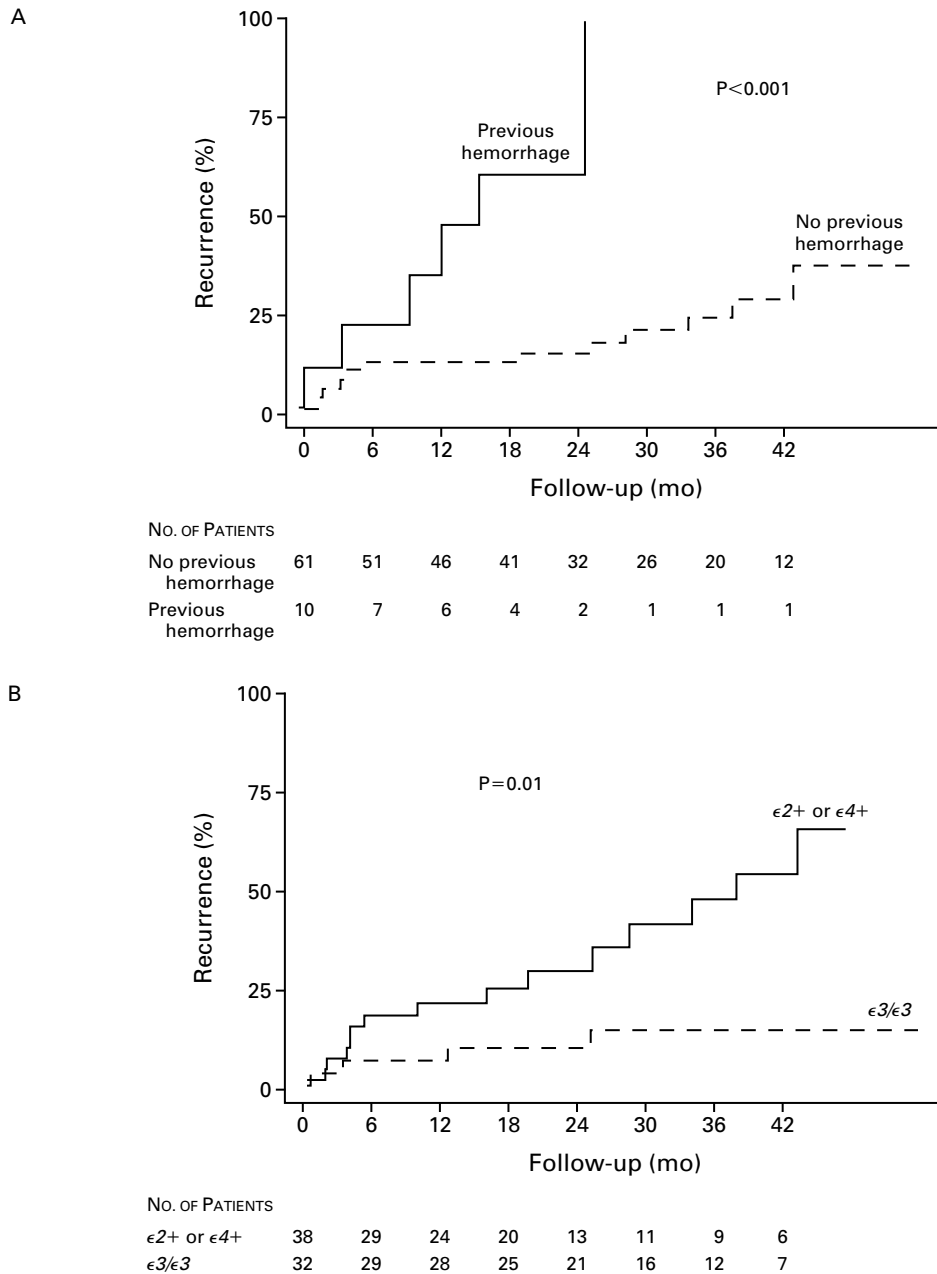 A
100
75
50
25
0
Recurrence (%)
P<0.001
Previous
hemorrhage
No previous
hemorrhage
0 6 12 18 24 30 36 42
Follow-up (mo)
NO. OF PATIENTS
No previous 61 51 46 41 32 26 20 12
hemorrhage
Previous 10 7 6 4 2 1 1 1
hemorrhage
B
100
75
50
25
0
Recurrence (%)
P=0.01
ϵ2+ or ϵ4+
ϵ3/ϵ3
0 6 12 18 24 30 36 42
Follow-up (mo)
NO. OF PATIENTS
ϵ2+ or ϵ4+ 38 29 24 20 13 11 9 6
ϵ3/ϵ3 32 29 28 25 21 16 12 7